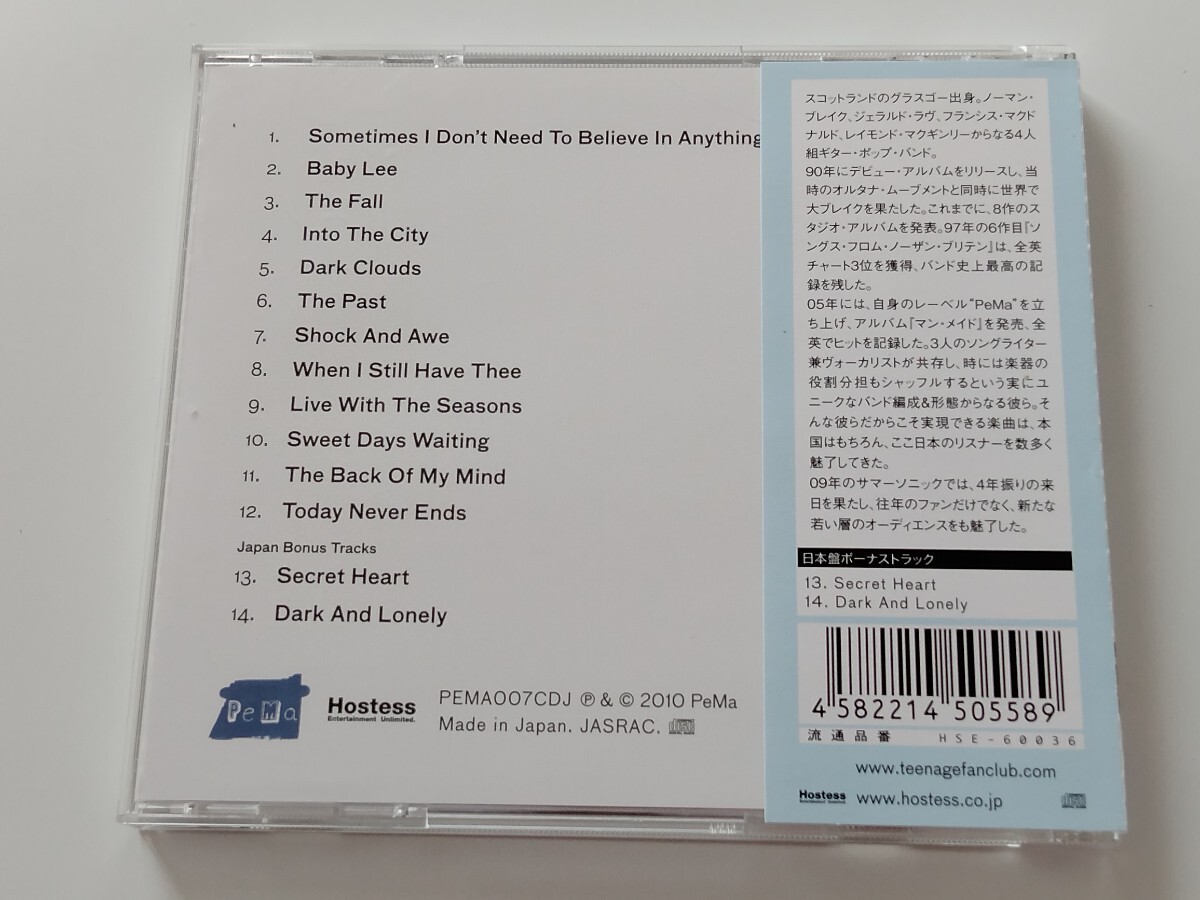 1. Sometimes I Don't Need To Believe In Anything
2. Baby Lee
3. The Fall
4. Into The City
5. Dark Clouds
6. The Past
7. Shock And Awe
8. When I Still Have Thee
9. Live With The Seasons
10. Sweet Days Waiting
11. The Back Of My Mind
12. Today Never Ends
Japan Bonus Tracks
13. Secret Heart
14. Dark And Lonely
PeMa
Hostess
Entertainment Unlimited.
PEMA007CDJ ℗ & © 2010 PeMa
Made in Japan. JASRAC.
スコットランドのグラスゴー出身。ノーマン・
ブレイク、ジェラルド・ラヴ、フランシス・マクド
ナルド、レイモンド・マクギンリーからなる4人
組ギター・ポップ・バンド。
90年にデビュー・アルバムをリリースし、当
時のオルタナ・ムーブメントと同時に世界で
大ブレイクを果たした。これまでに、8作のス
タジオ・アルバムを発表。97年の6作目『ソ
ングス・フロム・ノーザン・ブリテン』は、全英
チャート3位を獲得、バンド史上最高の記
録を残した。
05年には、自身のレーベル“PeMa”を立
ち上げ、アルバム『マン・メイド』を発売、全
英でヒットを記録した。3人のソングライター
兼ヴォーカリストが共存し、時には楽器の
役割分担もシャッフルするという実にユ
ニークなバンド編成&形態からなる彼ら。そ
んな彼らだからこそ実現できる楽曲は、本
国はもちろん、ここ日本のリスナーを数多く
魅了してきた。
09年のサマーソニックでは、4年振りの来
日を果たし、往年のファンだけでなく、新たな
若い層のオーディエンスをも魅了した。
日本盤ボーナストラック
13. Secret Heart
14. Dark And Lonely
4 582214 505589
流通品番 HSE-60036
www.teenagefanclub.com
Hostess
Entertainment Unlimited
www.hostess.co.jp